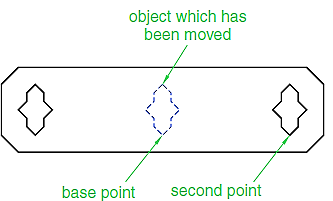 object which has
been moved
base point
second point